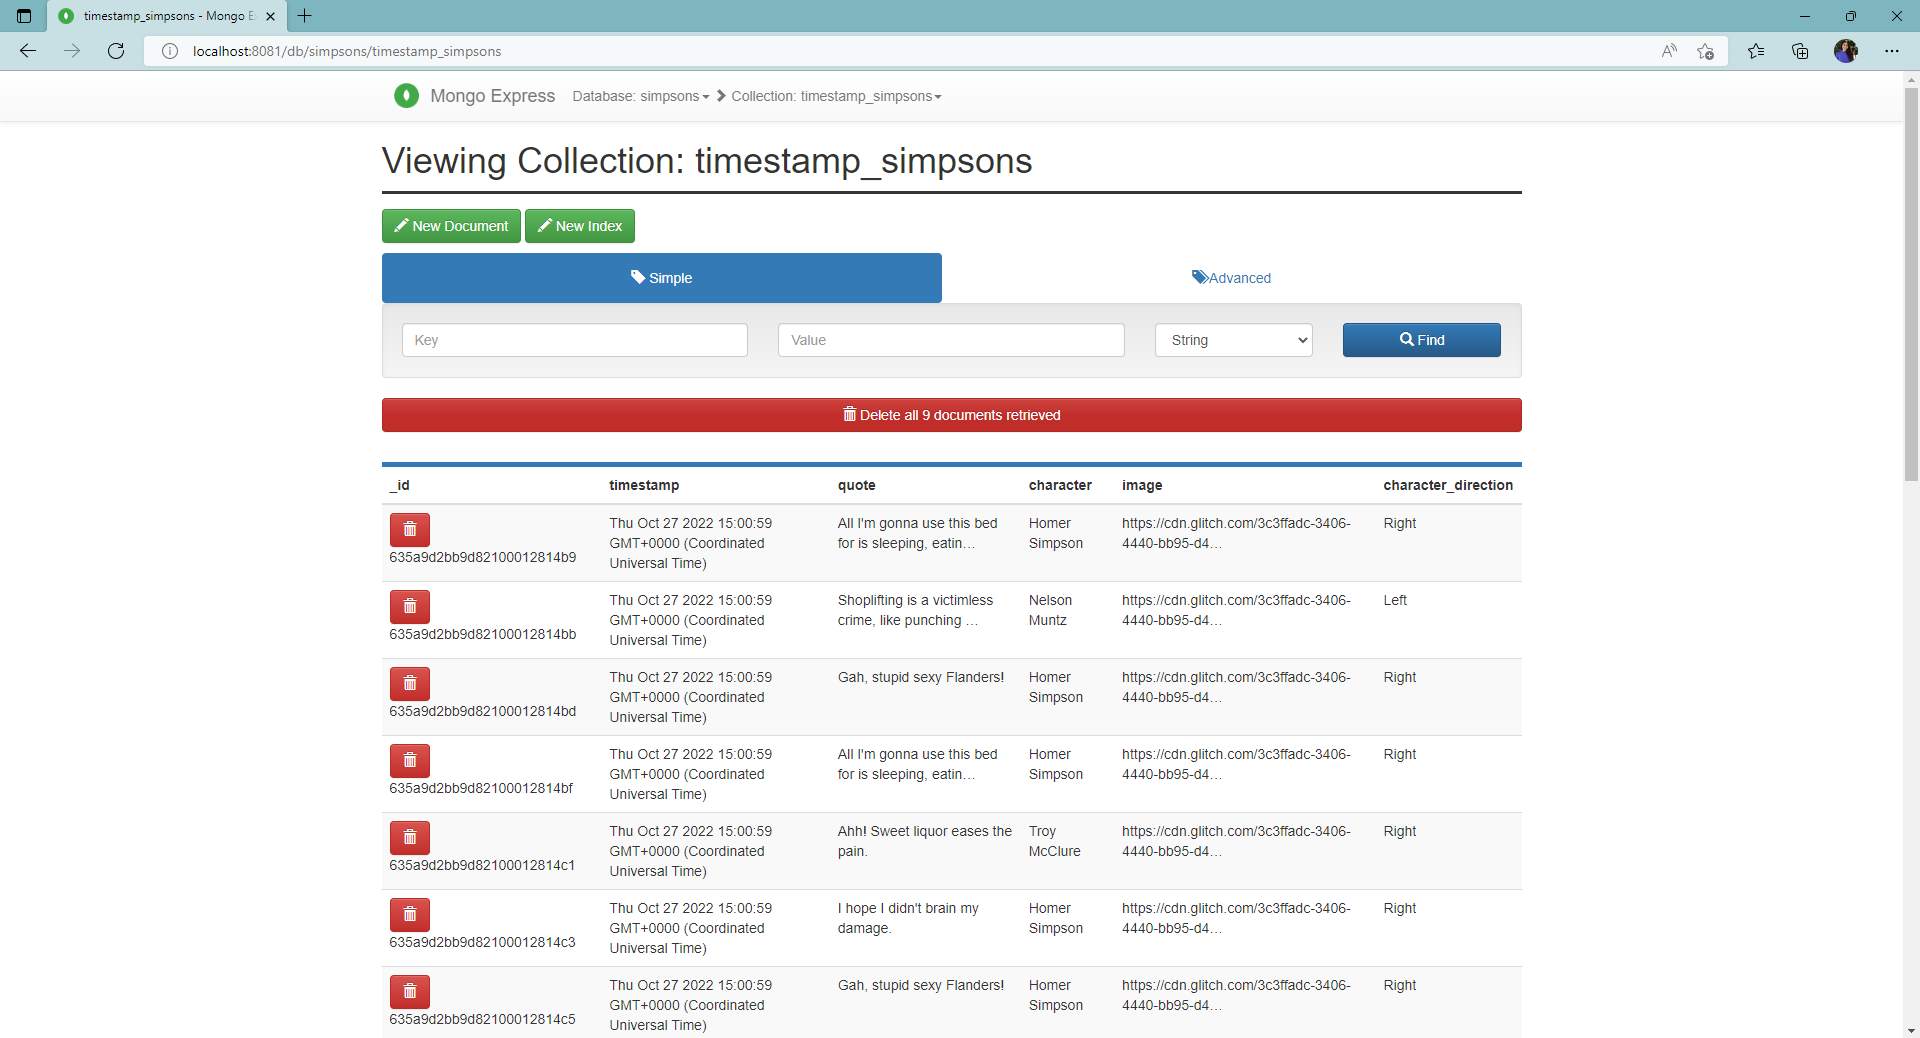 timestamp_simpsons - Mongo E
localhost:8081/db/simpsons/timestamp_simpsons
Mongo Express Database: simpsons Collection: timestamp_simpsons
Viewing Collection: timestamp_simpsons
New Document New Index
Simple Advanced
Key Value String Find
Delete all 9 documents retrieved
_id timestamp quote character image character_direction
Thu Oct 27 2022 15:00:59 All I'm gonna use this bed Homer https://cdn.glitch.com/3c3ffadc-3406- Right
GMT+0000 (Coordinated for is sleeping, eatin… Simpson 4440-bb95-d4…
635a9d2bb9d82100012814b9 Universal Time)
Thu Oct 27 2022 15:00:59 Shoplifting is a victimless Nelson https://cdn.glitch.com/3c3ffadc-3406- Left
GMT+0000 (Coordinated crime, like punching … Muntz 4440-bb95-d4…
635a9d2bb9d82100012814bb Universal Time)
Thu Oct 27 2022 15:00:59 Gah, stupid sexy Flanders! Homer https://cdn.glitch.com/3c3ffadc-3406- Right
GMT+0000 (Coordinated Simpson 4440-bb95-d4…
635a9d2bb9d82100012814bd Universal Time)
Thu Oct 27 2022 15:00:59 All I'm gonna use this bed Homer https://cdn.glitch.com/3c3ffadc-3406- Right
GMT+0000 (Coordinated for is sleeping, eatin… Simpson 4440-bb95-d4…
635a9d2bb9d82100012814bf Universal Time)
Thu Oct 27 2022 15:00:59 Ahh! Sweet liquor eases the Troy https://cdn.glitch.com/3c3ffadc-3406- Right
GMT+0000 (Coordinated pain. McClure 4440-bb95-d4…
635a9d2bb9d82100012814c1 Universal Time)
Thu Oct 27 2022 15:00:59 I hope I didn't brain my Homer https://cdn.glitch.com/3c3ffadc-3406- Right
GMT+0000 (Coordinated damage. Simpson 4440-bb95-d4…
635a9d2bb9d82100012814c3 Universal Time)
Thu Oct 27 2022 15:00:59 Gah, stupid sexy Flanders! Homer https://cdn.glitch.com/3c3ffadc-3406- Right
GMT+0000 (Coordinated Simpson 4440-bb95-d4…
635a9d2bb9d82100012814c5 Universal Time)